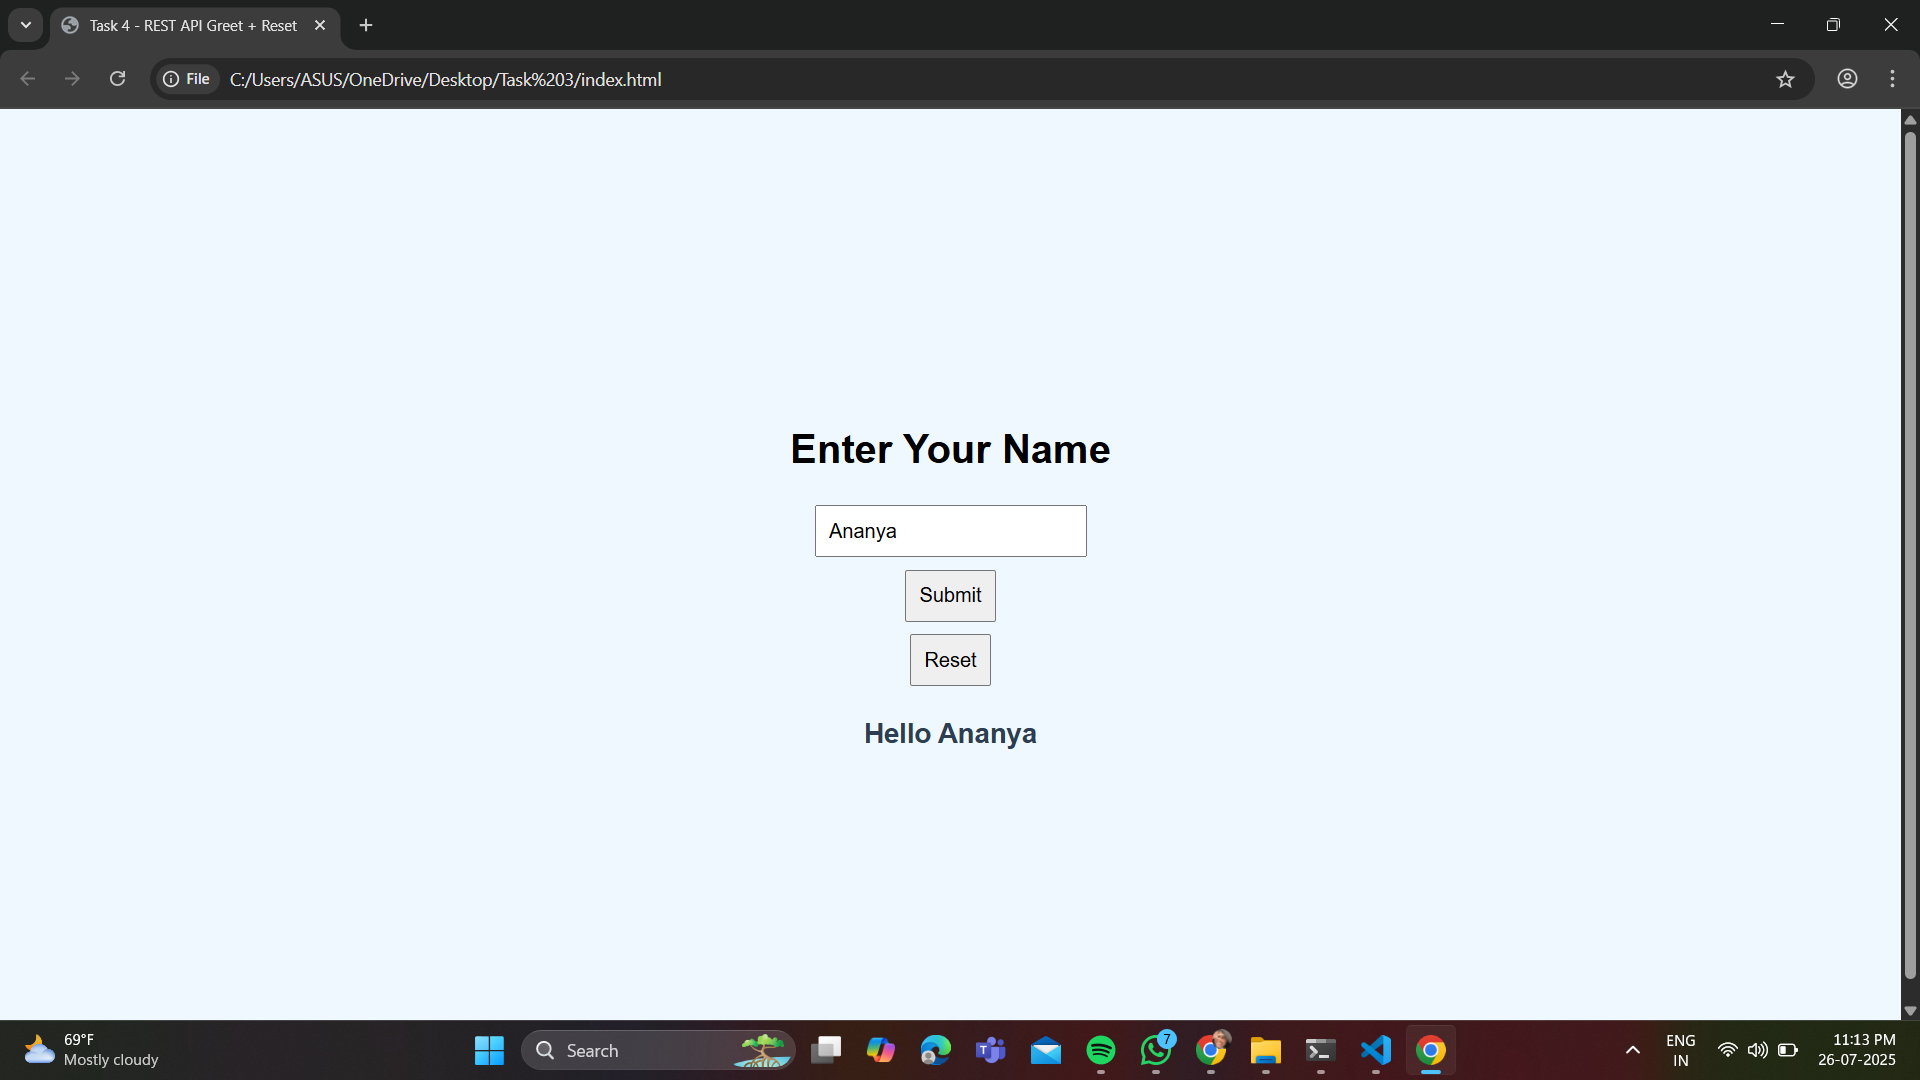 Task 4 - REST API Greet + Reset
File
C:/Users/ASUS/OneDrive/Desktop/Task%203/index.html
Enter Your Name
Ananya
Submit
Reset
Hello Ananya
69°F
Mostly cloudy
Search
T
7
ENG
IN
11:13 PM
26-07-2025